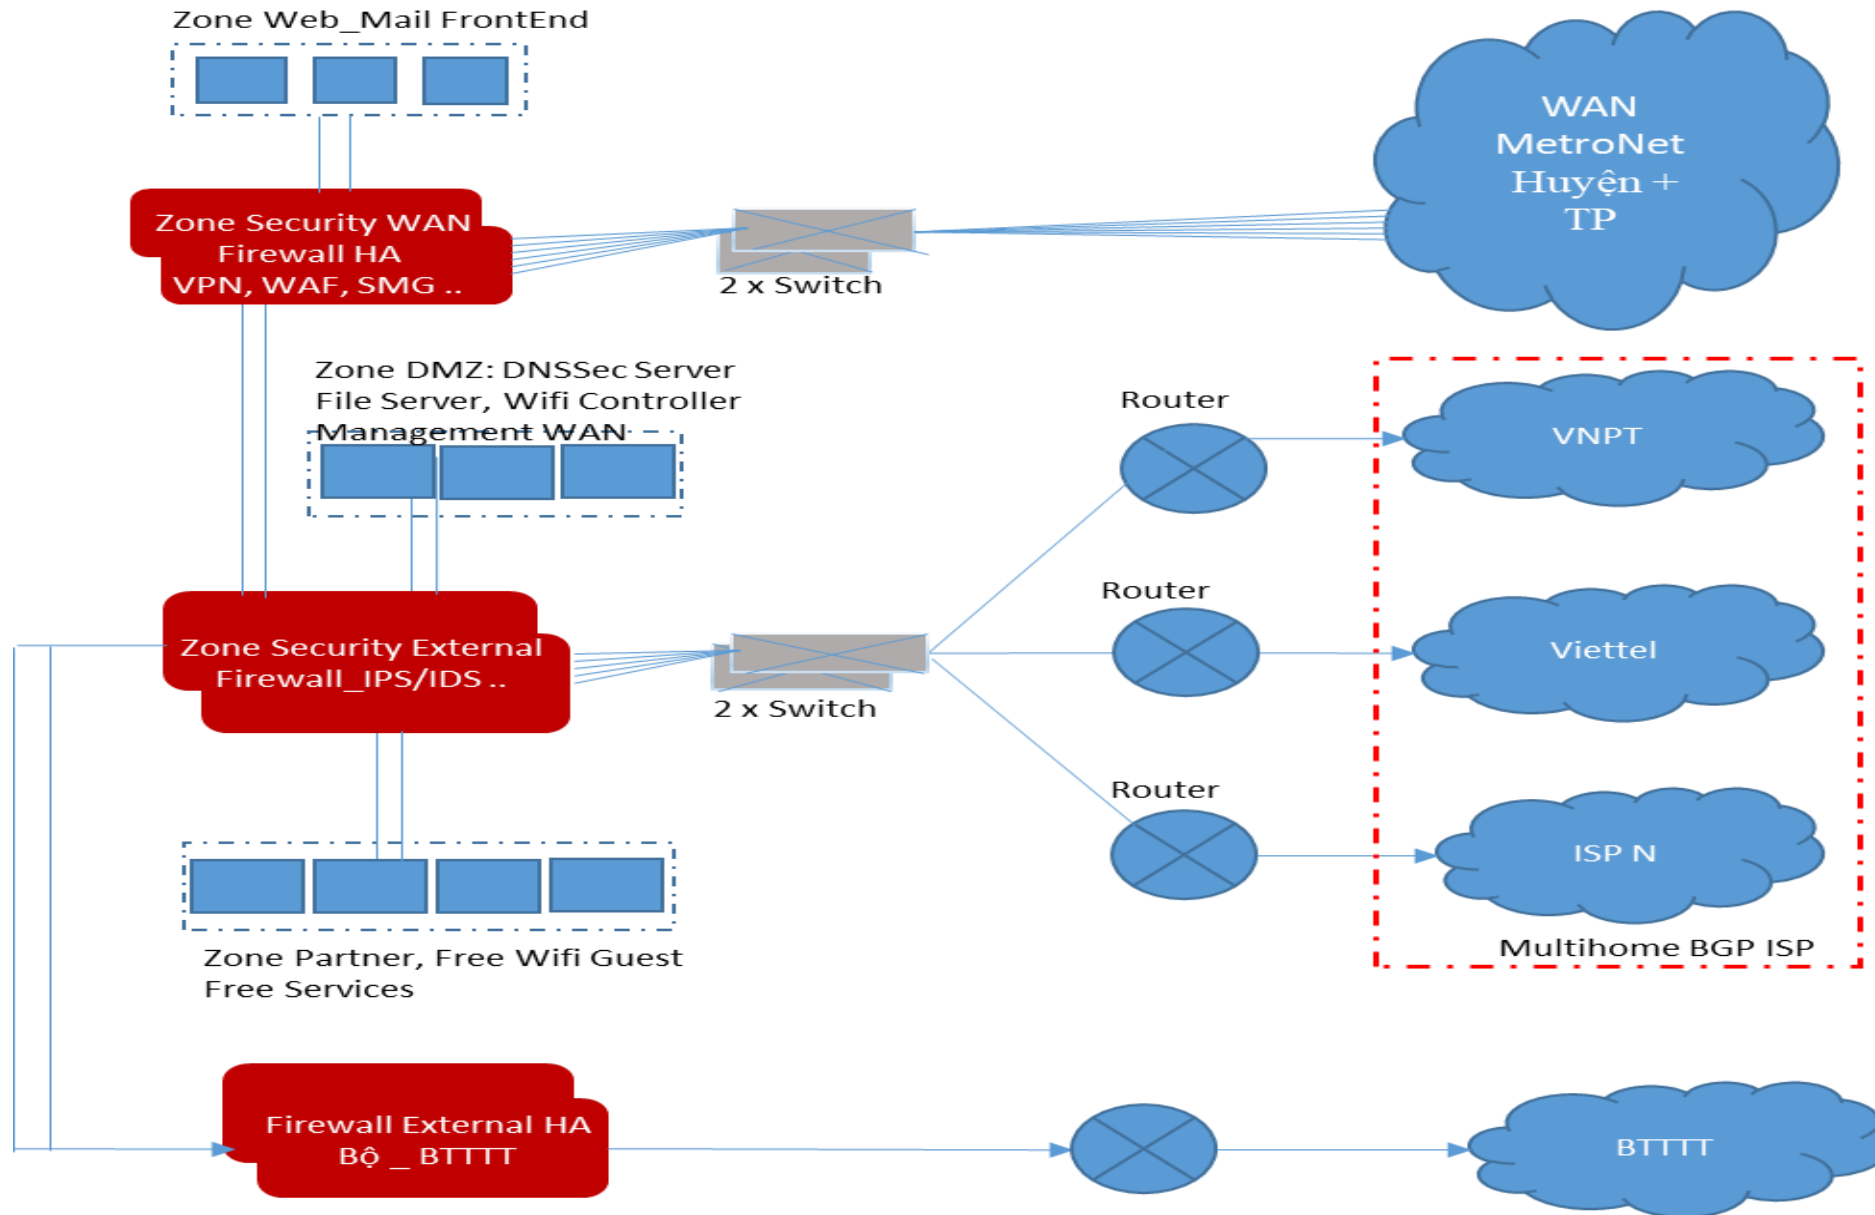 Zone Web_Mail FrontEnd
WAN
MetroNet
Huyện +
TP
Zone Security WAN
Firewall HA
VPN, WAF, SMG ..
2 x Switch
Zone DMZ: DNSSec Server
File Server, Wifi Controller
Management WAN
Router
VNPT
Router
Viettel
Zone Security External
Firewall_IPS/IDS ..
2 x Switch
Router
ISP N
Multihome BGP ISP
Zone Partner, Free Wifi Guest
Free Services
Firewall External HA
Bộ _ BTTTT
BTTTT